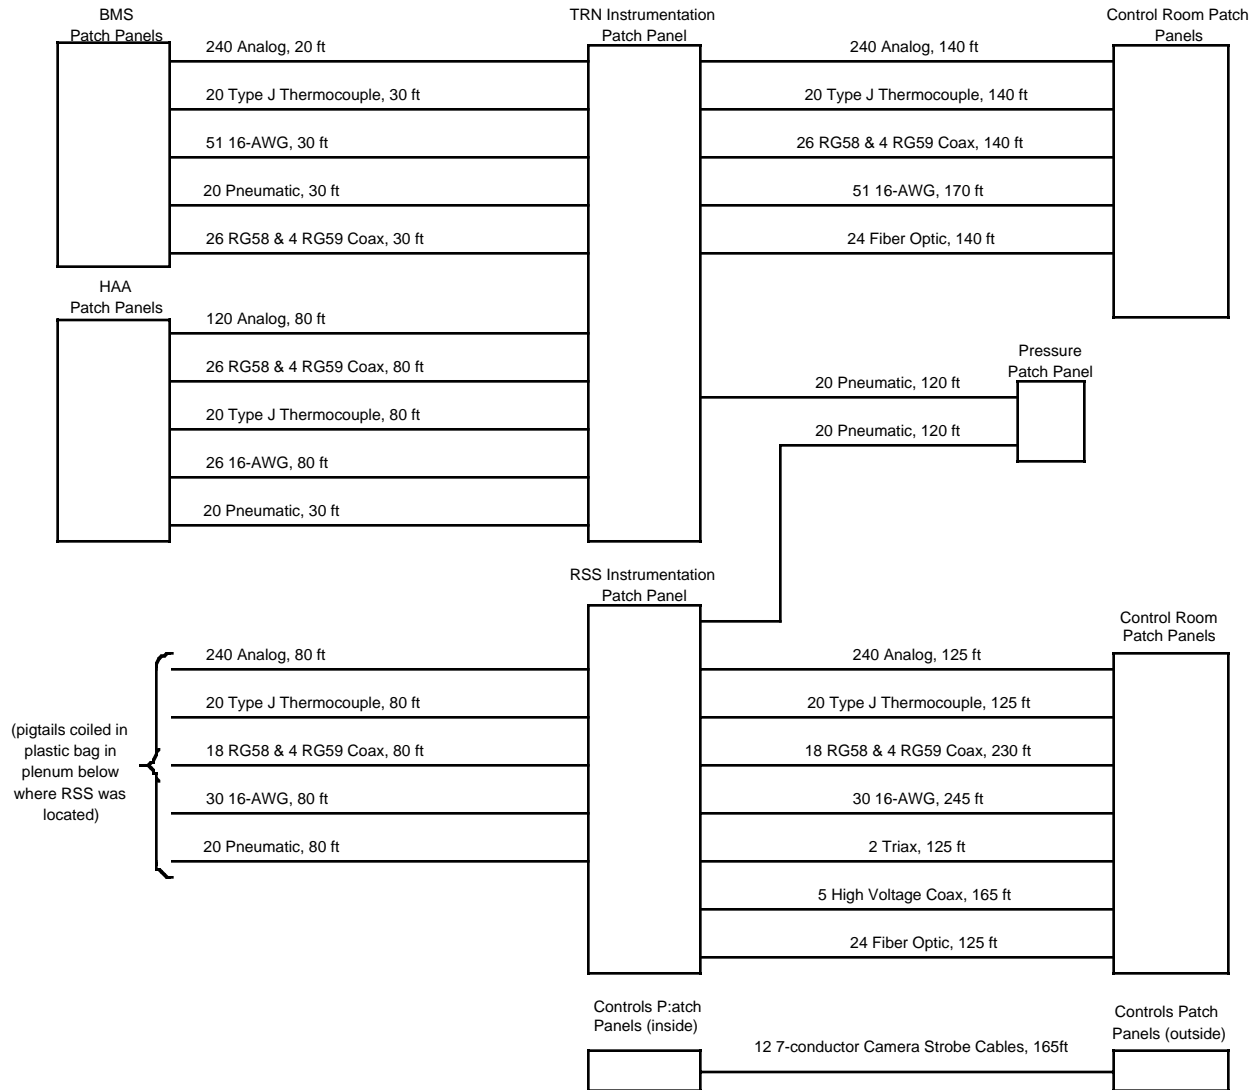 BMS
Patch Panels
240 Analog, 20 ft
20 Type J Thermocouple, 30 ft
51 16-AWG, 30 ft
20 Pneumatic, 30 ft
26 RG58 & 4 RG59 Coax, 30 ft
HAA
Patch Panels
120 Analog, 80 ft
26 RG58 & 4 RG59 Coax, 80 ft
20 Type J Thermocouple, 80 ft
26 16-AWG, 80 ft
20 Pneumatic, 30 ft
TRN Instrumentation
Patch Panel
240 Analog, 140 ft
20 Type J Thermocouple, 140 ft
26 RG58 & 4 RG59 Coax, 140 ft
51 16-AWG, 170 ft
24 Fiber Optic, 140 ft
Control Room Patch
Panels
Pressure
Patch Panel
20 Pneumatic, 120 ft
20 Pneumatic, 120 ft
RSS Instrumentation
Patch Panel
(pigtails coiled in
plastic bag in
plenum below
where RSS was
located)
240 Analog, 80 ft
20 Type J Thermocouple, 80 ft
18 RG58 & 4 RG59 Coax, 80 ft
30 16-AWG, 80 ft
20 Pneumatic, 80 ft
240 Analog, 125 ft
20 Type J Thermocouple, 125 ft
18 RG58 & 4 RG59 Coax, 230 ft
30 16-AWG, 245 ft
2 Triax, 125 ft
5 High Voltage Coax, 165 ft
24 Fiber Optic, 125 ft
Control Room
Patch Panels
Controls P:atch
Panels (inside)
12 7-conductor Camera Strobe Cables, 165ft
Controls Patch
Panels (outside)